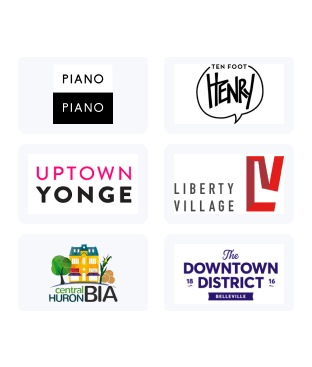 PIANO
PIANO
TEN FOOT
HENRY
UPTOWN
YONGE
LIBERTY
VILLAGE
LV
central
HURON BIA
The
DOWNTOWN
18 DISTRICT 16
BELLEVILLE